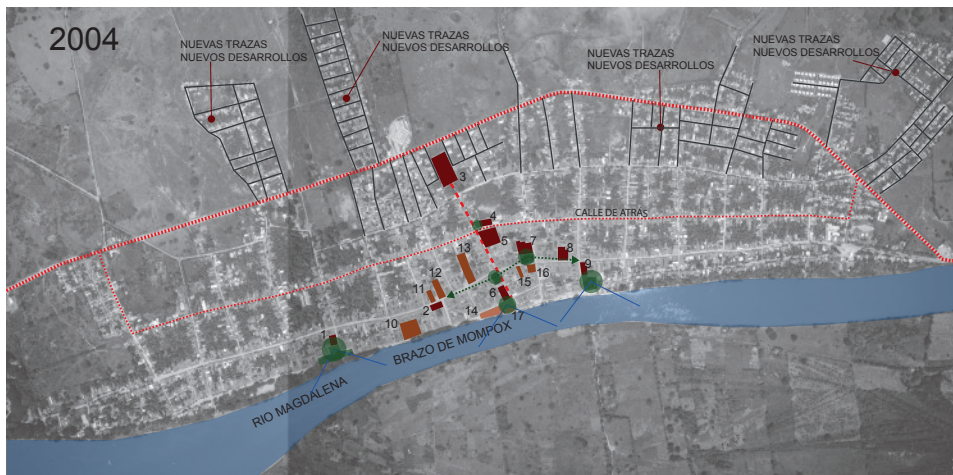 2004
NUEVAS TRAZAS
NUEVOS DESARROLLOS
NUEVAS TRAZAS
NUEVOS DESARROLLOS
NUEVAS TRAZAS
NUEVOS DESARROLLOS
NUEVAS TRAZAS
NUEVOS DESARROLLOS
3
4
CALLE DE ATRAS
5
7
8
13
9
16
15
12
11
6
2
14
17
10
1
BRAZO DE MOMPOX
RIO MAGDALENA